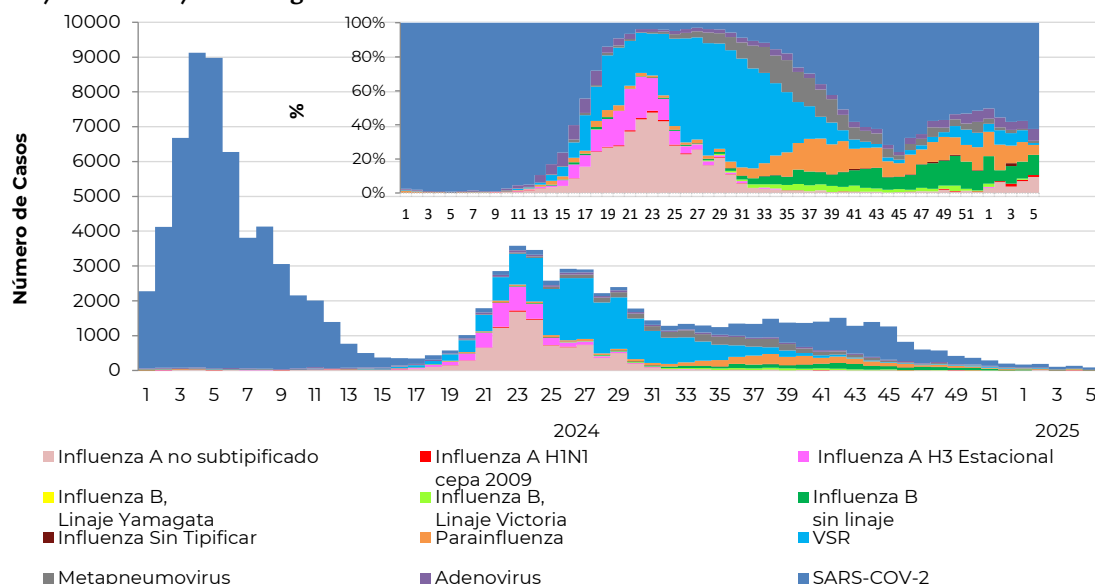 10000
9000
8000
7000
6000
5000
4000
3000
2000
1000
0
Número de Casos
100%
80%
60%
40%
20%
0%
%
1 3 5 7 9 11 13 15 17 19 21 23 25 27 29 31 33 35 37 39 41 43 45 47 49 51 1 3 5
1 3 5 7 9 11 13 15 17 19 21 23 25 27 29 31 33 35 37 39 41 43 45 47 49 51 1 3 5
2024 2025
Influenza A no subtipificado
Influenza A H1N1
cepa 2009
Influenza A H3 Estacional
Influenza B,
Linaje Yamagata
Influenza B,
Linaje Victoria
Influenza B
sin linaje
Influenza Sin Tipificar
Parainfluenza
VSR
Metapneumovirus
Adenovirus
SARS-COV-2